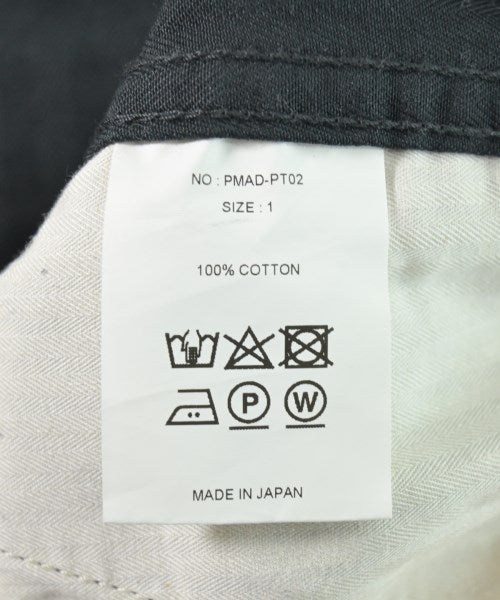 NO : PMAD-PT02
SIZE : 1
100% COTTON
P W
MADE IN JAPAN